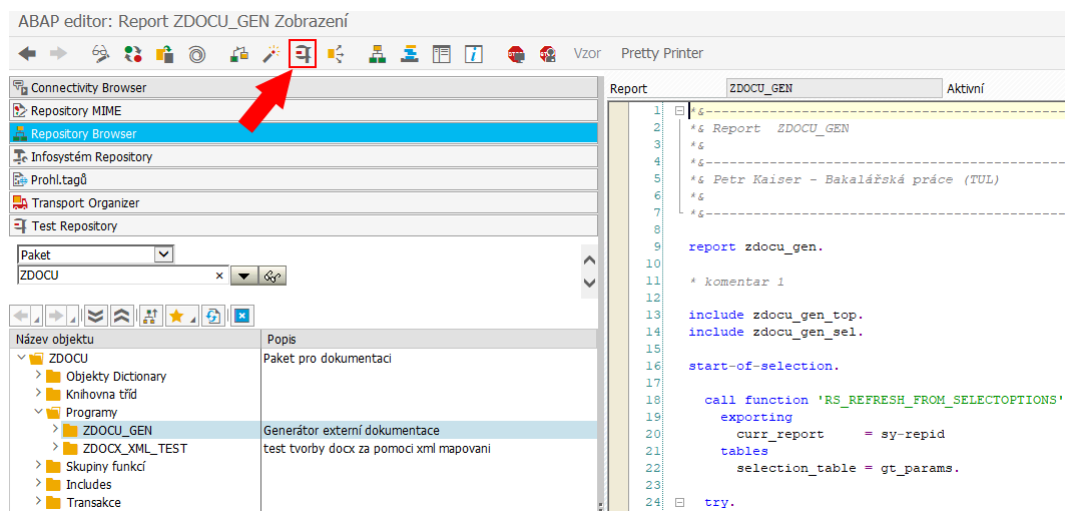 ABAP editor: Report ZDOCU_GEN Zobrazení
Vzor Pretty Printer
Connectivity Browser
Repository MIME
Repository Browser
Infosystém Repository
Prohl.tagů
Transport Organizer
Test Repository
Paket
ZDOCU
Název objektu Popis
ZDOCU Paket pro dokumentaci
Objekty Dictionary
Knihovna tříd
Programy
ZDOCU_GEN Generátor externí dokumentace
ZDOCX_XML_TEST test tvorby docx za pomoci xml mapovani
Skupiny funkcí
Includes
Transakce
Report ZDOCU_GEN Aktivní
1 *&---------------------------------------------
2 *& Report ZDOCU_GEN
3 *&
4 *&---------------------------------------------
5 *& Petr Kaiser - Bakalářská práce (TUL)
6 *&
7 *&---------------------------------------------
8
9 report zdocu_gen.
10
11 * komentar 1
12
13 include zdocu_gen_top.
14 include zdocu_gen_sel.
15
16 start-of-selection.
17
18 call function 'RS_REFRESH_FROM_SELECTOPTIONS'
19 exporting
20 curr_report = sy-repid
21 tables
22 selection_table = gt_params.
23
24 try.